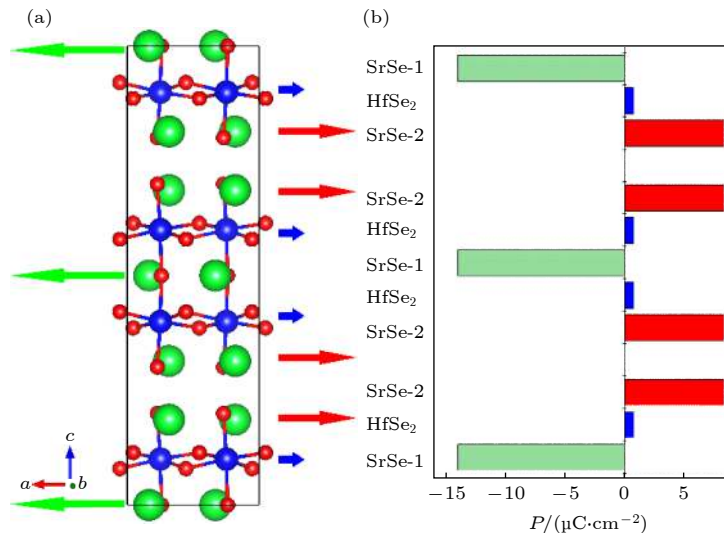 (a)
(b)
SrSe-1
HfSe₂
SrSe-2
SrSe-2
HfSe₂
SrSe-1
HfSe₂
SrSe-2
SrSe-2
HfSe₂
SrSe-1
c
a
b
−15 −10 −5 0 5
P/(μC·cm⁻²)